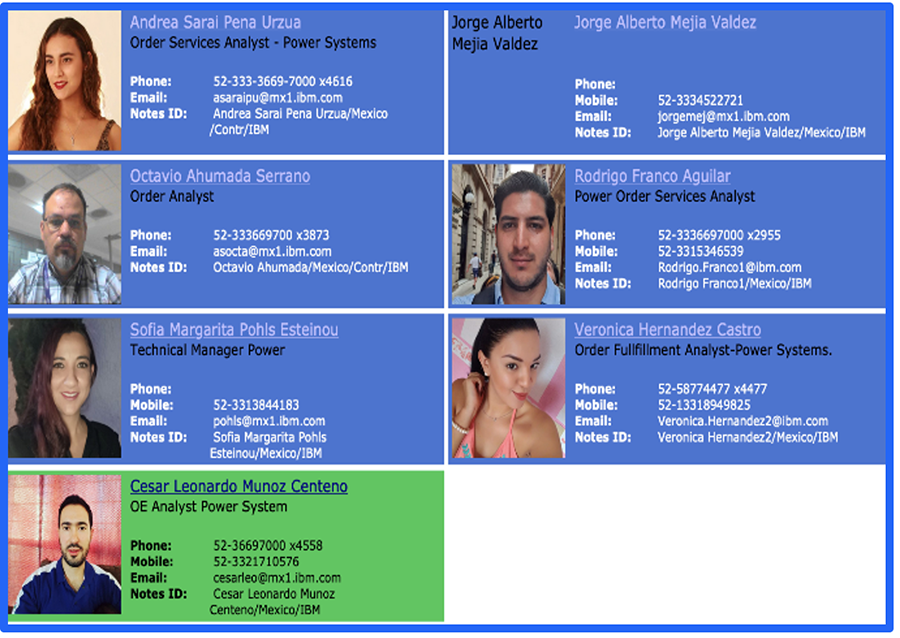 Andrea Sarai Pena Urzua
Order Services Analyst - Power Systems
Phone: 52-333-3669-7000 x4616
Email: asaraipu@mx1.ibm.com
Notes ID: Andrea Sarai Pena Urzua/Mexico
/Contr/IBM
Jorge Alberto
Mejia Valdez
Jorge Alberto Mejia Valdez
Phone:
Mobile: 52-3334522721
Email: jorgemej@mx1.ibm.com
Notes ID: Jorge Alberto Mejia Valdez/Mexico/IBM
Octavio Ahumada Serrano
Order Analyst
Phone: 52-333669700 x3873
Email: asocta@mx1.ibm.com
Notes ID: Octavio Ahumada/Mexico/Contr/IBM
Rodrigo Franco Aguilar
Power Order Services Analyst
Phone: 52-3336697000 x2955
Mobile: 52-3315346539
Email: Rodrigo.Franco1@ibm.com
Notes ID: Rodrigo Franco1/Mexico/IBM
Sofia Margarita Pohls Esteinou
Technical Manager Power
Phone:
Mobile: 52-3313844183
Email: pohls@mx1.ibm.com
Notes ID: Sofia Margarita Pohls
Esteinou/Mexico/IBM
Veronica Hernandez Castro
Order Fullfillment Analyst-Power Systems.
Phone: 52-58774477 x4477
Mobile: 52-13318949825
Email: Veronica.Hernandez2@ibm.com
Notes ID: Veronica Hernandez2/Mexico/IBM
Cesar Leonardo Munoz Centeno
OE Analyst Power System
Phone: 52-36697000 x4558
Mobile: 52-3321710576
Email: cesarleo@mx1.ibm.com
Notes ID: Cesar Leonardo Munoz
Centeno/Mexico/IBM